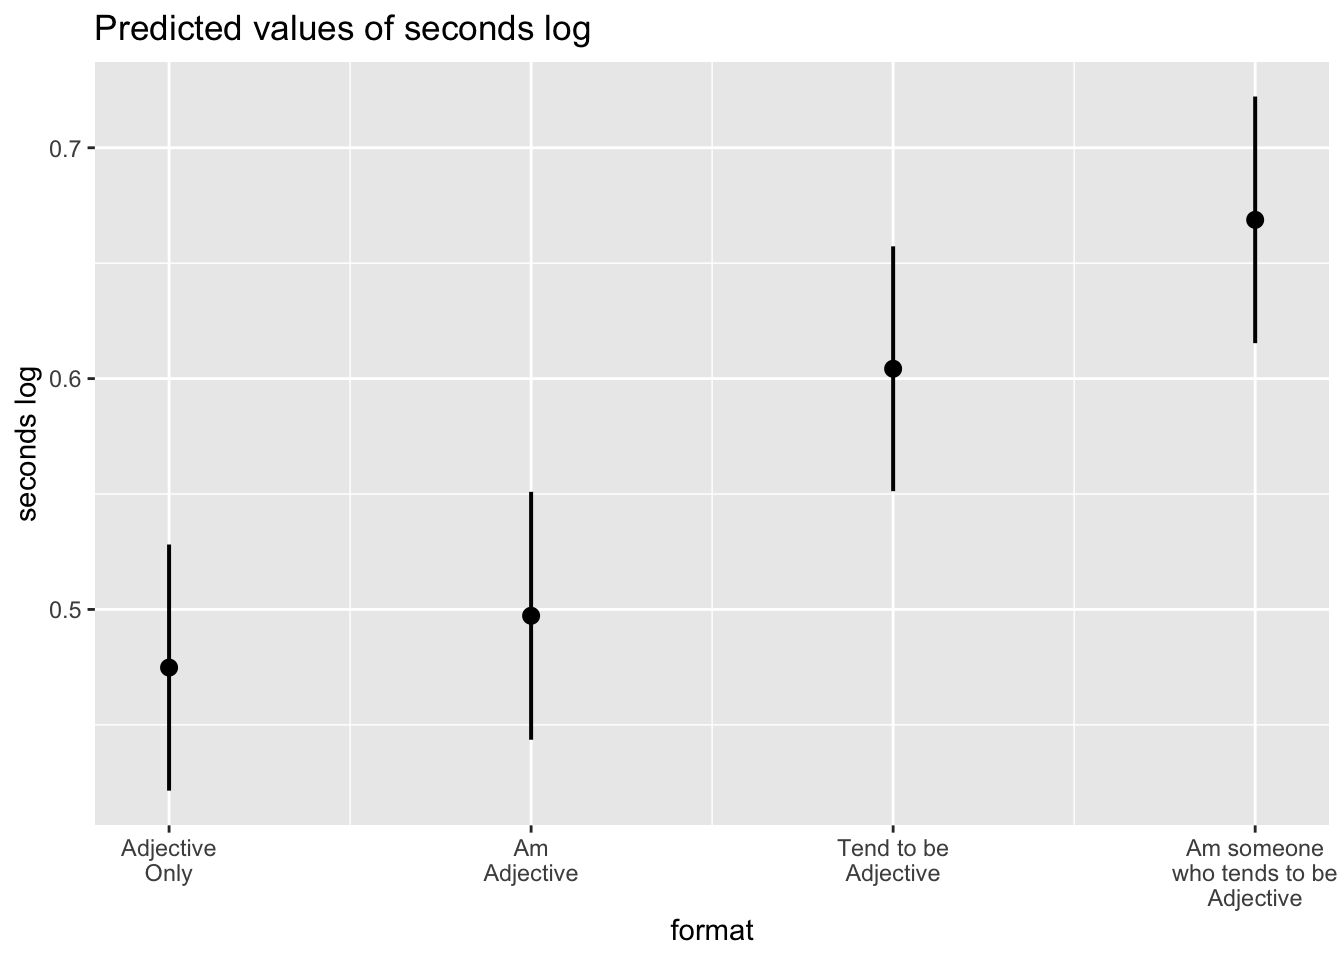 Predicted values of seconds log
seconds log
0.7
0.6
0.5
Adjective
Only
Am
Adjective
Tend to be
Adjective
Am someone
who tends to be
Adjective
format